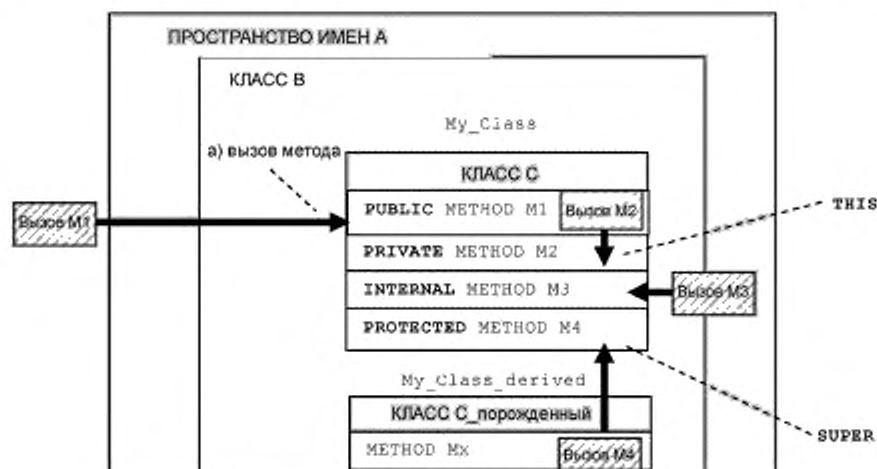 ПРОСТРАНСТВО ИМЕН А
КЛАСС В
My_Class
а) вызов метода
КЛАСС С
Вызов М1
PUBLIC METHOD M1
Вызов М2
THIS
PRIVATE METHOD M2
INTERNAL METHOD M3
Вызов М3
PROTECTED METHOD M4
My_Class_derived
КЛАСС С_порожденный
SUPER
METHOD Mx
Вызов М4